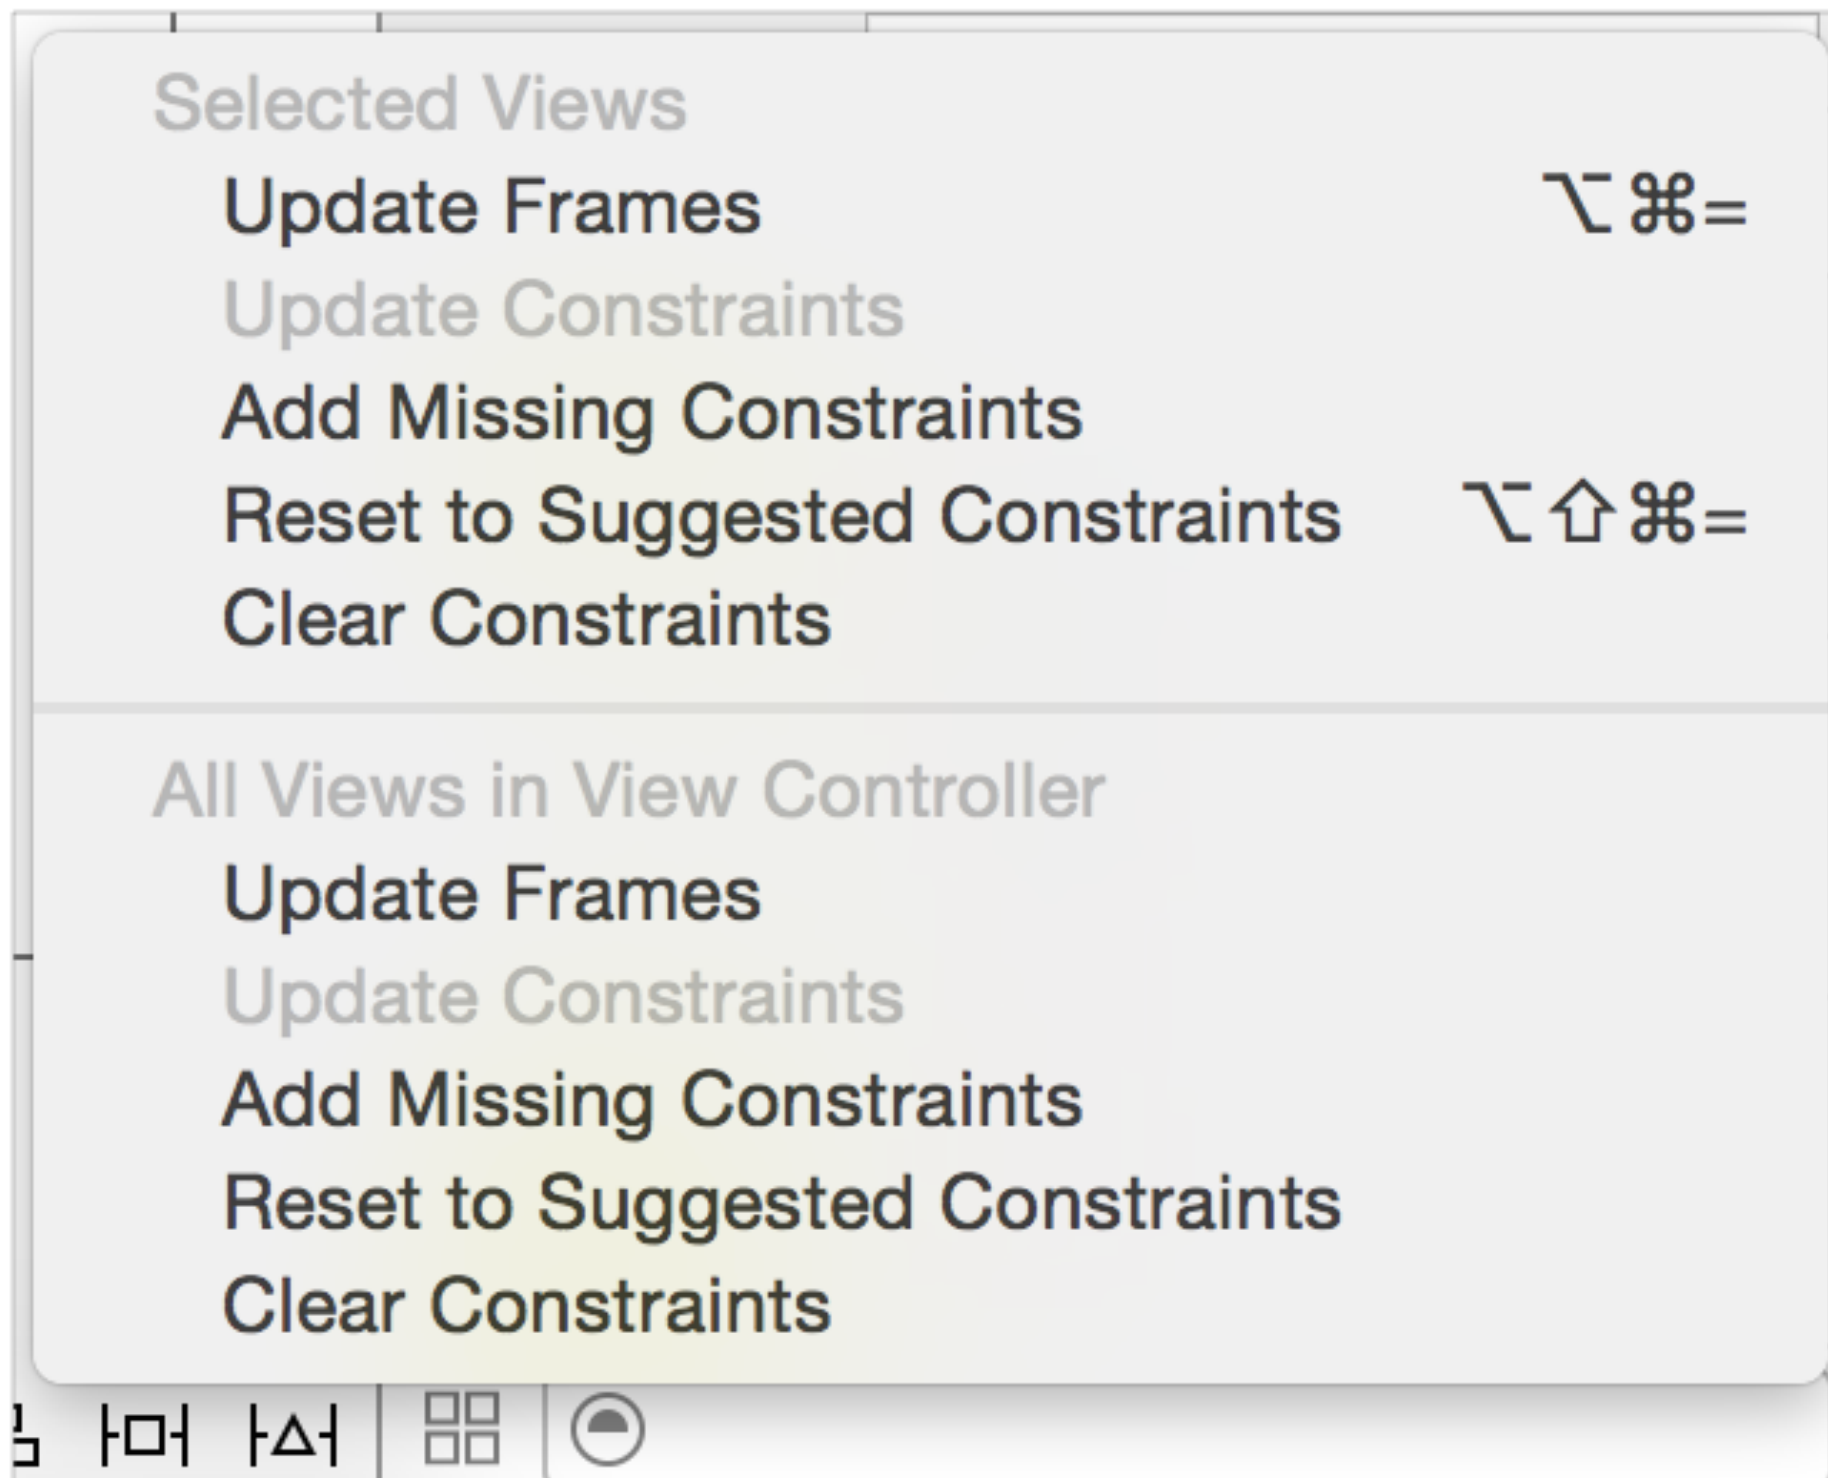 Selected Views
Update Frames ⌥⌘=
Update Constraints
Add Missing Constraints
Reset to Suggested Constraints ⌥⇧⌘=
Clear Constraints
All Views in View Controller
Update Frames
Update Constraints
Add Missing Constraints
Reset to Suggested Constraints
Clear Constraints